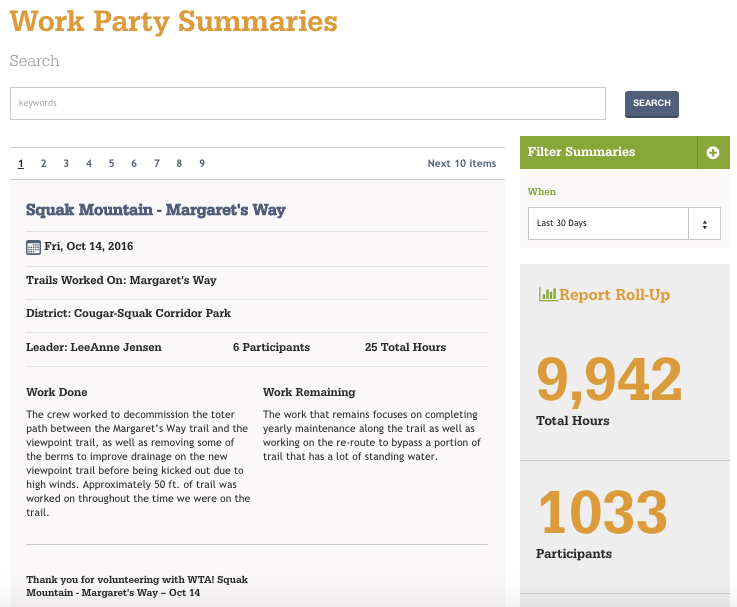 Work Party Summaries
Search
keywords
SEARCH
1 2 3 4 5 6 7 8 9 Next 10 items
Squak Mountain - Margaret's Way
Fri, Oct 14, 2016
Trails Worked On: Margaret's Way
District: Cougar-Squak Corridor Park
Leader: LeeAnne Jensen 6 Participants 25 Total Hours
Work Done
The crew worked to decommission the toter
path between the Margaret's Way trail and the
viewpoint trail, as well as removing some of
the berms to improve drainage on the new
viewpoint trail before being kicked out due to
high winds. Approximately 50 ft. of trail was
worked on throughout the time we were on the
trail.
Work Remaining
The work that remains focuses on completing
yearly maintenance along the trail as well as
working on the re-route to bypass a portion of
trail that has a lot of standing water.
Thank you for volunteering with WTA! Squak
Mountain - Margaret's Way – Oct 14
Filter Summaries
When
Last 30 Days
Report Roll-Up
9,942
Total Hours
1033
Participants